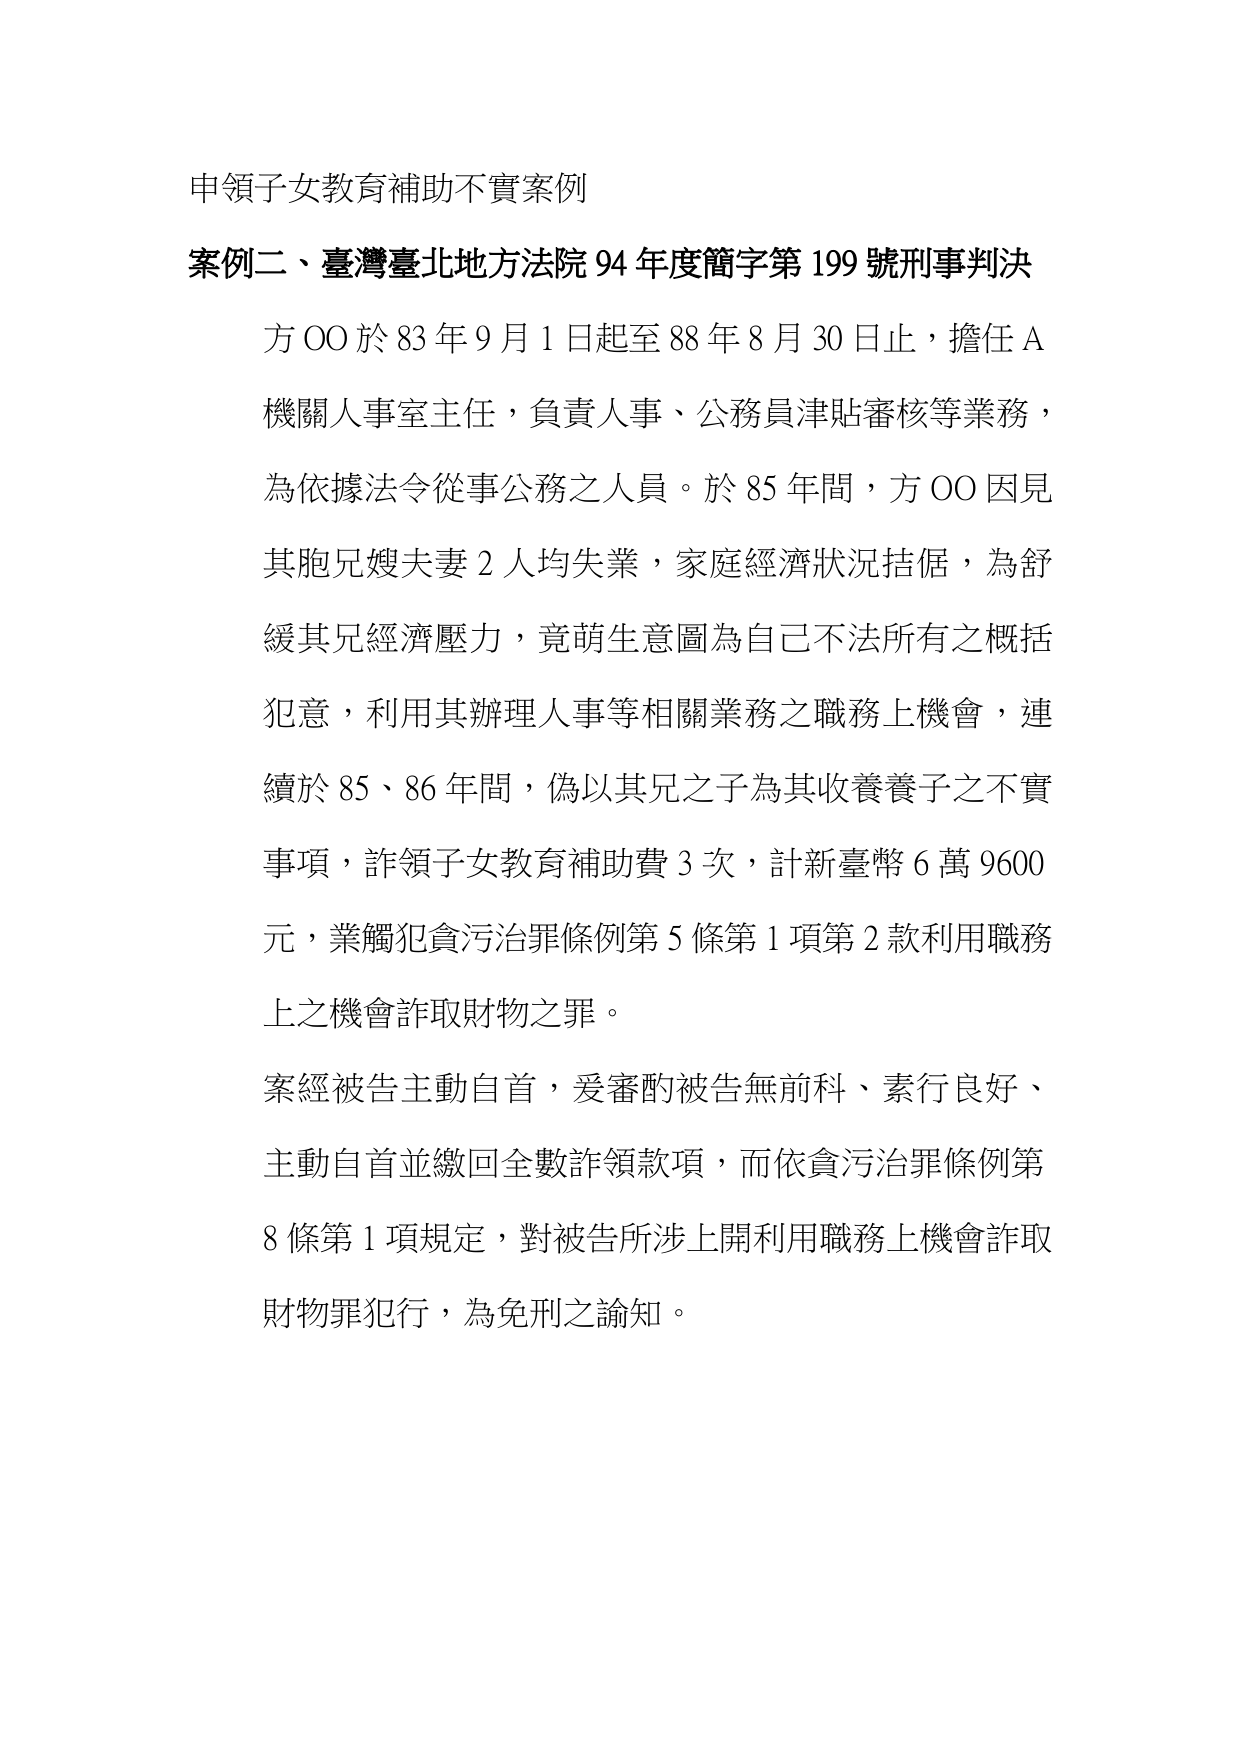 申領子女教育補助不實案例
案例二、臺灣臺北地方法院 94 年度簡字第 199 號刑事判決
方 OO 於 83 年 9 月 1 日起至 88 年 8 月 30 日止，擔任 A
機關人事室主任，負責人事、公務員津貼審核等業務，
為依據法令從事公務之人員。於 85 年間，方 OO 因見
其胞兄嫂夫妻 2 人均失業，家庭經濟狀況拮倨，為舒
緩其兄經濟壓力，竟萌生意圖為自己不法所有之概括
犯意，利用其辦理人事等相關業務之職務上機會，連
續於 85、86 年間，偽以其兄之子為其收養養子之不實
事項，詐領子女教育補助費 3 次，計新臺幣 6 萬 9600
元，業觸犯貪污治罪條例第 5 條第 1 項第 2 款利用職務
上之機會詐取財物之罪。
案經被告主動自首，爰審酌被告無前科、素行良好、
主動自首並繳回全數詐領款項，而依貪污治罪條例第
8 條第 1 項規定，對被告所涉上開利用職務上機會詐取
財物罪犯行，為免刑之諭知。